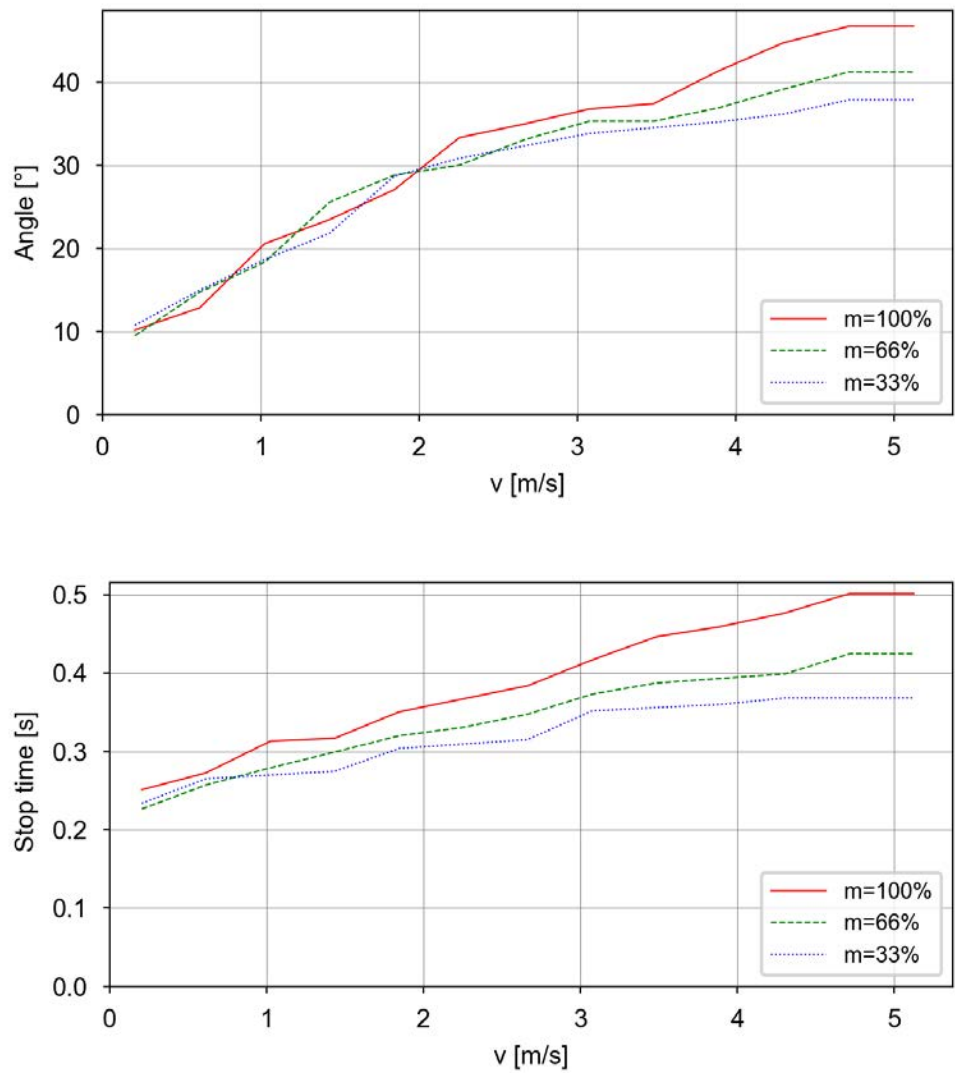 Angle [°]
40
30
20
10
0
0 1 2 3 4 5
v [m/s]
m=100%
m=66%
m=33%
Stop time [s]
0.5
0.4
0.3
0.2
0.1
0.0
0 1 2 3 4 5
v [m/s]
m=100%
m=66%
m=33%